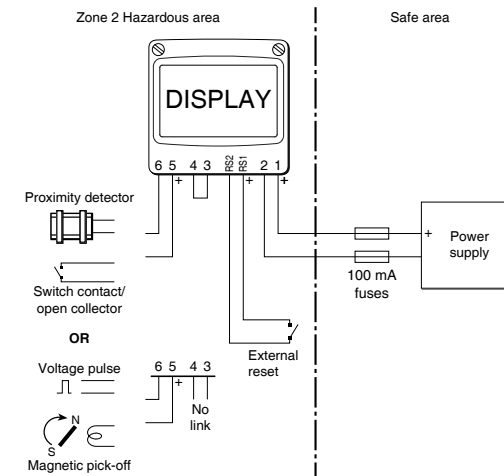 Zone 2 Hazardous area
Safe area
DISPLAY
6 5 4 3 RS2 RS1 2 1
+ + +
Proximity detector
Switch contact/
open collector
OR
Voltage pulse
6 5 4 3
+
No
link
N
S
Magnetic pick-off
External
reset
100 mA
fuses
+
Power
supply